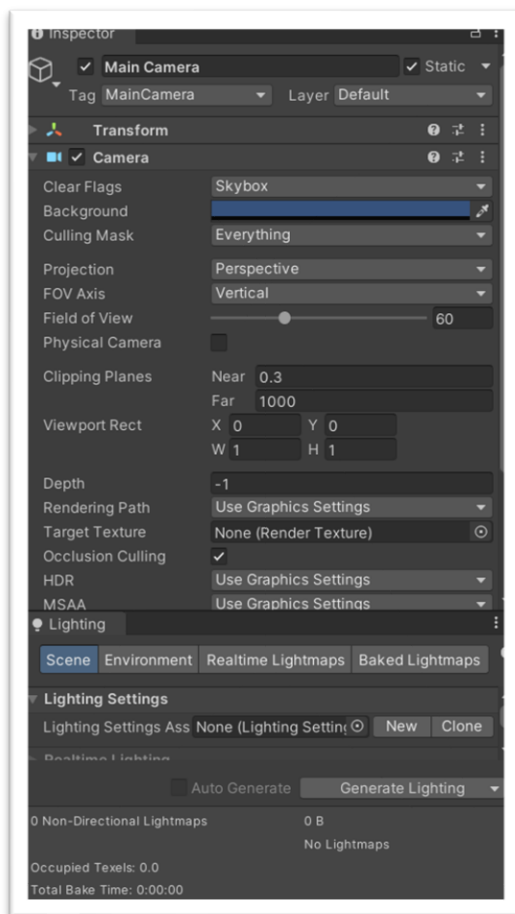 Inspector
Main Camera Static
Tag MainCamera Layer Default
Transform
Camera
Clear Flags Skybox
Background
Culling Mask Everything
Projection Perspective
FOV Axis Vertical
Field of View 60
Physical Camera
Clipping Planes Near 0.3
Far 1000
Viewport Rect X 0 Y 0
W 1 H 1
Depth -1
Rendering Path Use Graphics Settings
Target Texture None (Render Texture)
Occlusion Culling
HDR Use Graphics Settings
MSAA Use Graphics Settings
Lighting
Scene Environment Realtime Lightmaps Baked Lightmaps
Lighting Settings
Lighting Settings Ass None (Lighting Setting New Clone
Realtime Lighting
Auto Generate Generate Lighting
0 Non-Directional Lightmaps 0 B
No Lightmaps
Occupied Texels: 0.0
Total Bake Time: 0:00:00